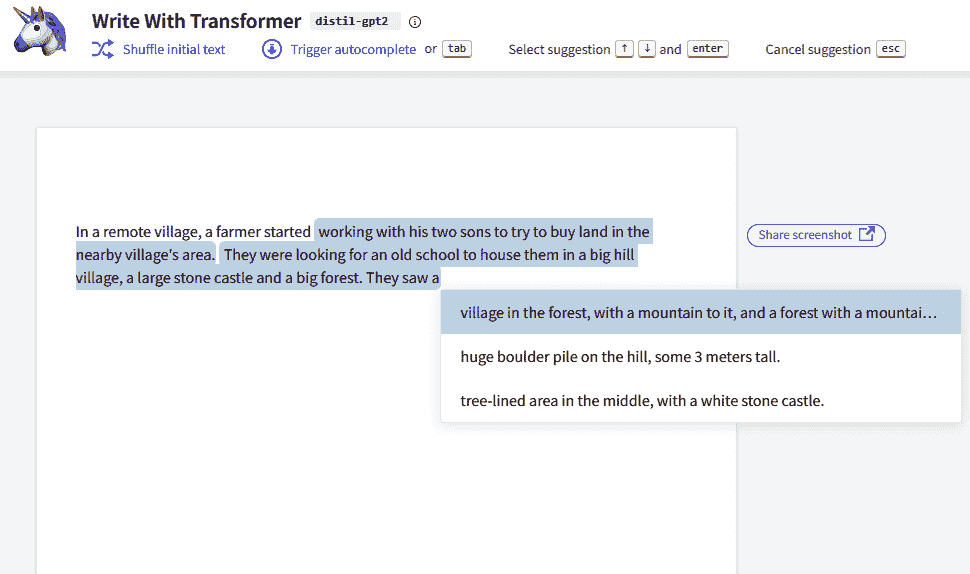 Write With Transformer distil-gpt2
Shuffle initial text Trigger autocomplete or tab Select suggestion ↑ ↓ and enter Cancel suggestion esc
In a remote village, a farmer started working with his two sons to try to buy land in the
Share screenshot
nearby village's area. They were looking for an old school to house them in a big hill
village, a large stone castle and a big forest. They saw a
village in the forest, with a mountain to it, and a forest with a mountai…
huge boulder pile on the hill, some 3 meters tall.
tree-lined area in the middle, with a white stone castle.